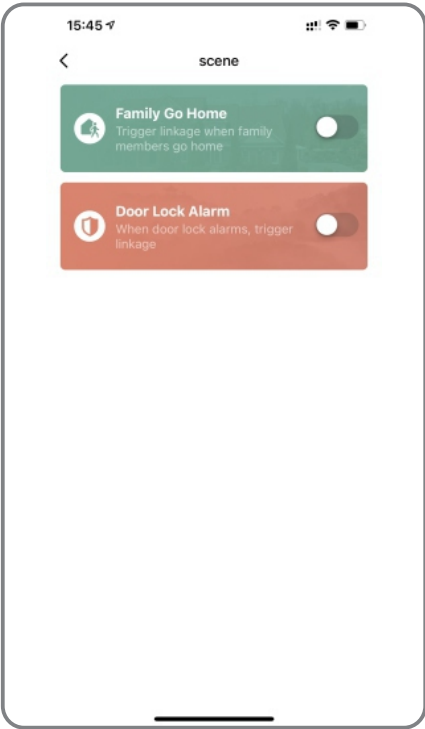 15:45
scene
Family Go Home
Trigger linkage when family
members go home
Door Lock Alarm
When door lock alarms, trigger
linkage